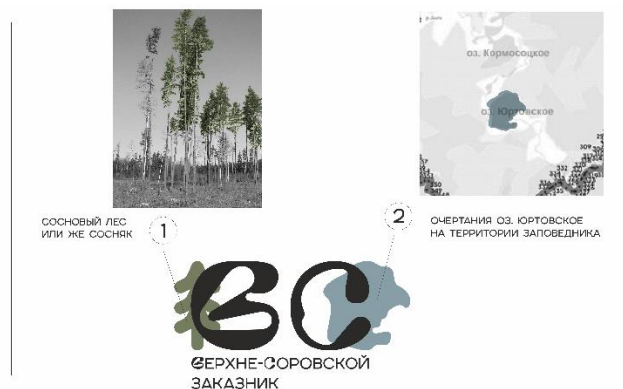 оз. Кормосоцкое
оз. Юртовское
309
СОСНОВЫЙ ЛЕС
ИЛИ ЖЕ СОСНЯК
1
2
ОЧЕРТАНИЯ ОЗ. ЮРТОВСКОЕ
НА ТЕРРИТОРИИ ЗАПОВЕДНИКА
ВС
ВЕРХНЕ-СОРОВСКОЙ
ЗАКАЗНИК